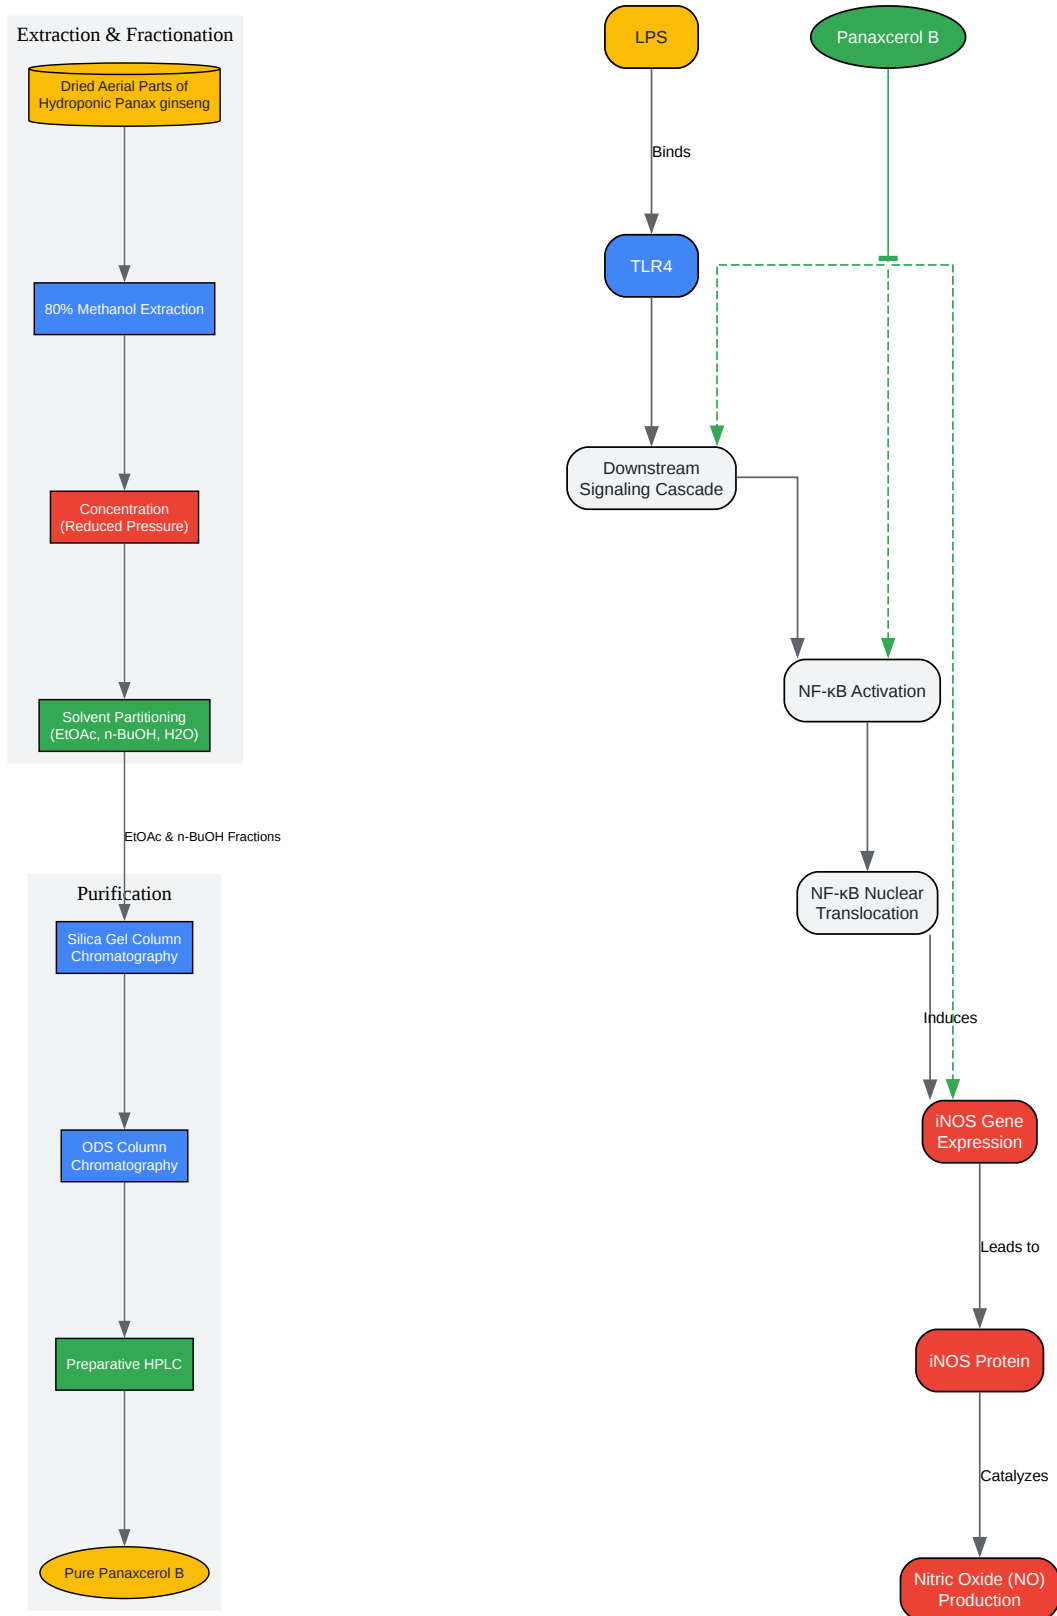 Extraction & Fractionation
Dried Aerial Parts of
Hydroponic Panax ginseng
80% Methanol Extraction
Concentration
(Reduced Pressure)
Solvent Partitioning
(EtOAc, n-BuOH, H2O)
EtOAc & n-BuOH Fractions
Purification
Silica Gel Column
Chromatography
ODS Column
Chromatography
Preparative HPLC
Pure Panaxcerol B
LPS
Panaxcerol B
Binds
TLR4
Downstream
Signaling Cascade
NF-κB Activation
NF-κB Nuclear
Translocation
Induces
iNOS Gene
Expression
Leads to
iNOS Protein
Catalyzes
Nitric Oxide (NO)
Production